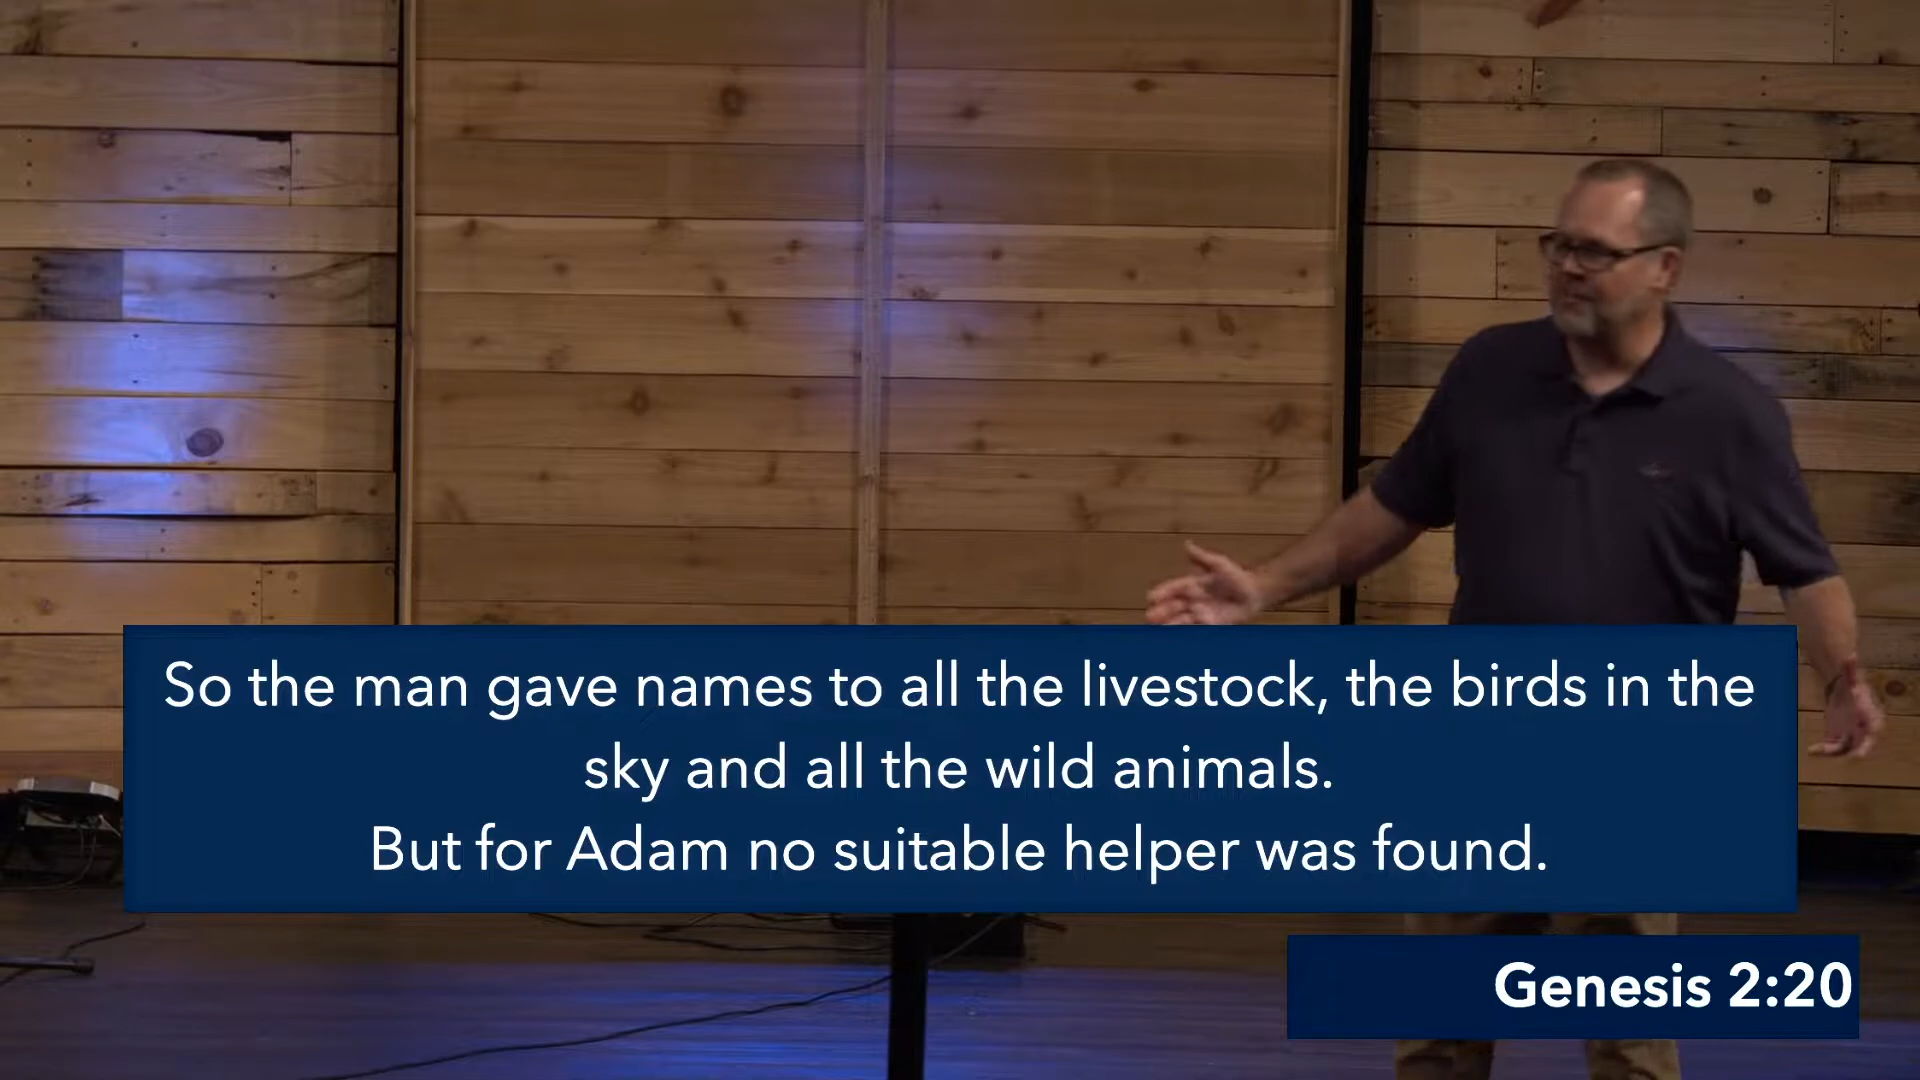 So the man gave names to all the livestock, the birds in the
sky and all the wild animals.
But for Adam no suitable helper was found.
Genesis 2:20